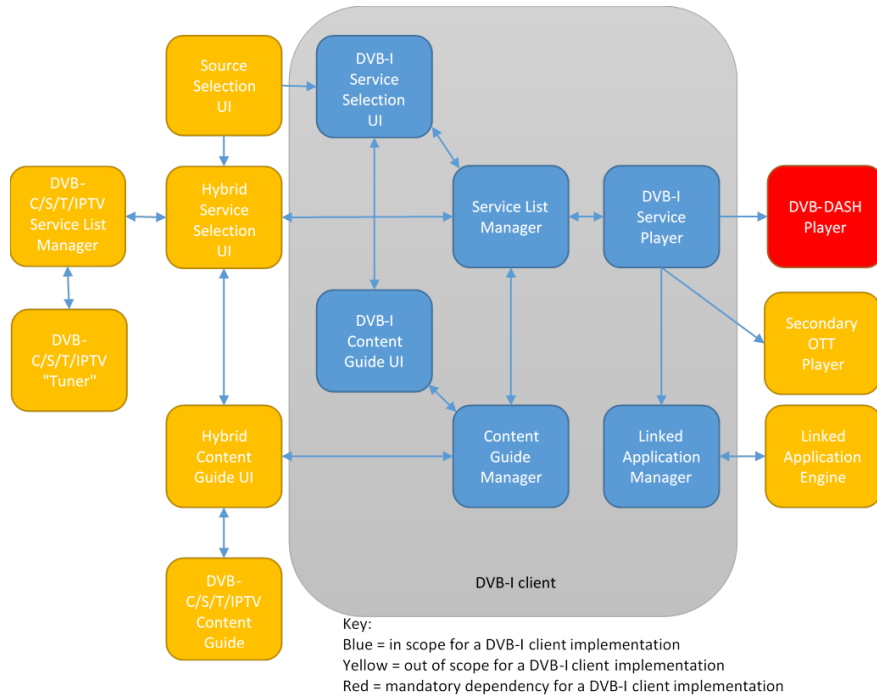 Source
Selection
UI
DVB-I
Service
Selection
UI
DVB-
C/S/T/IPTV
Service List
Manager
Hybrid
Service
Selection
UI
Service List
Manager
DVB-I
Service
Player
DVB-DASH
Player
DVB-
C/S/T/IPTV
"Tuner"
DVB-I
Content
Guide UI
Secondary
OTT
Player
Hybrid
Content
Guide UI
Content
Guide
Manager
Linked
Application
Manager
Linked
Application
Engine
DVB-
C/S/T/IPTV
Content
Guide
DVB-I client
Key:
Blue = in scope for a DVB-I client implementation
Yellow = out of scope for a DVB-I client implementation
Red = mandatory dependency for a DVB-I client implementation